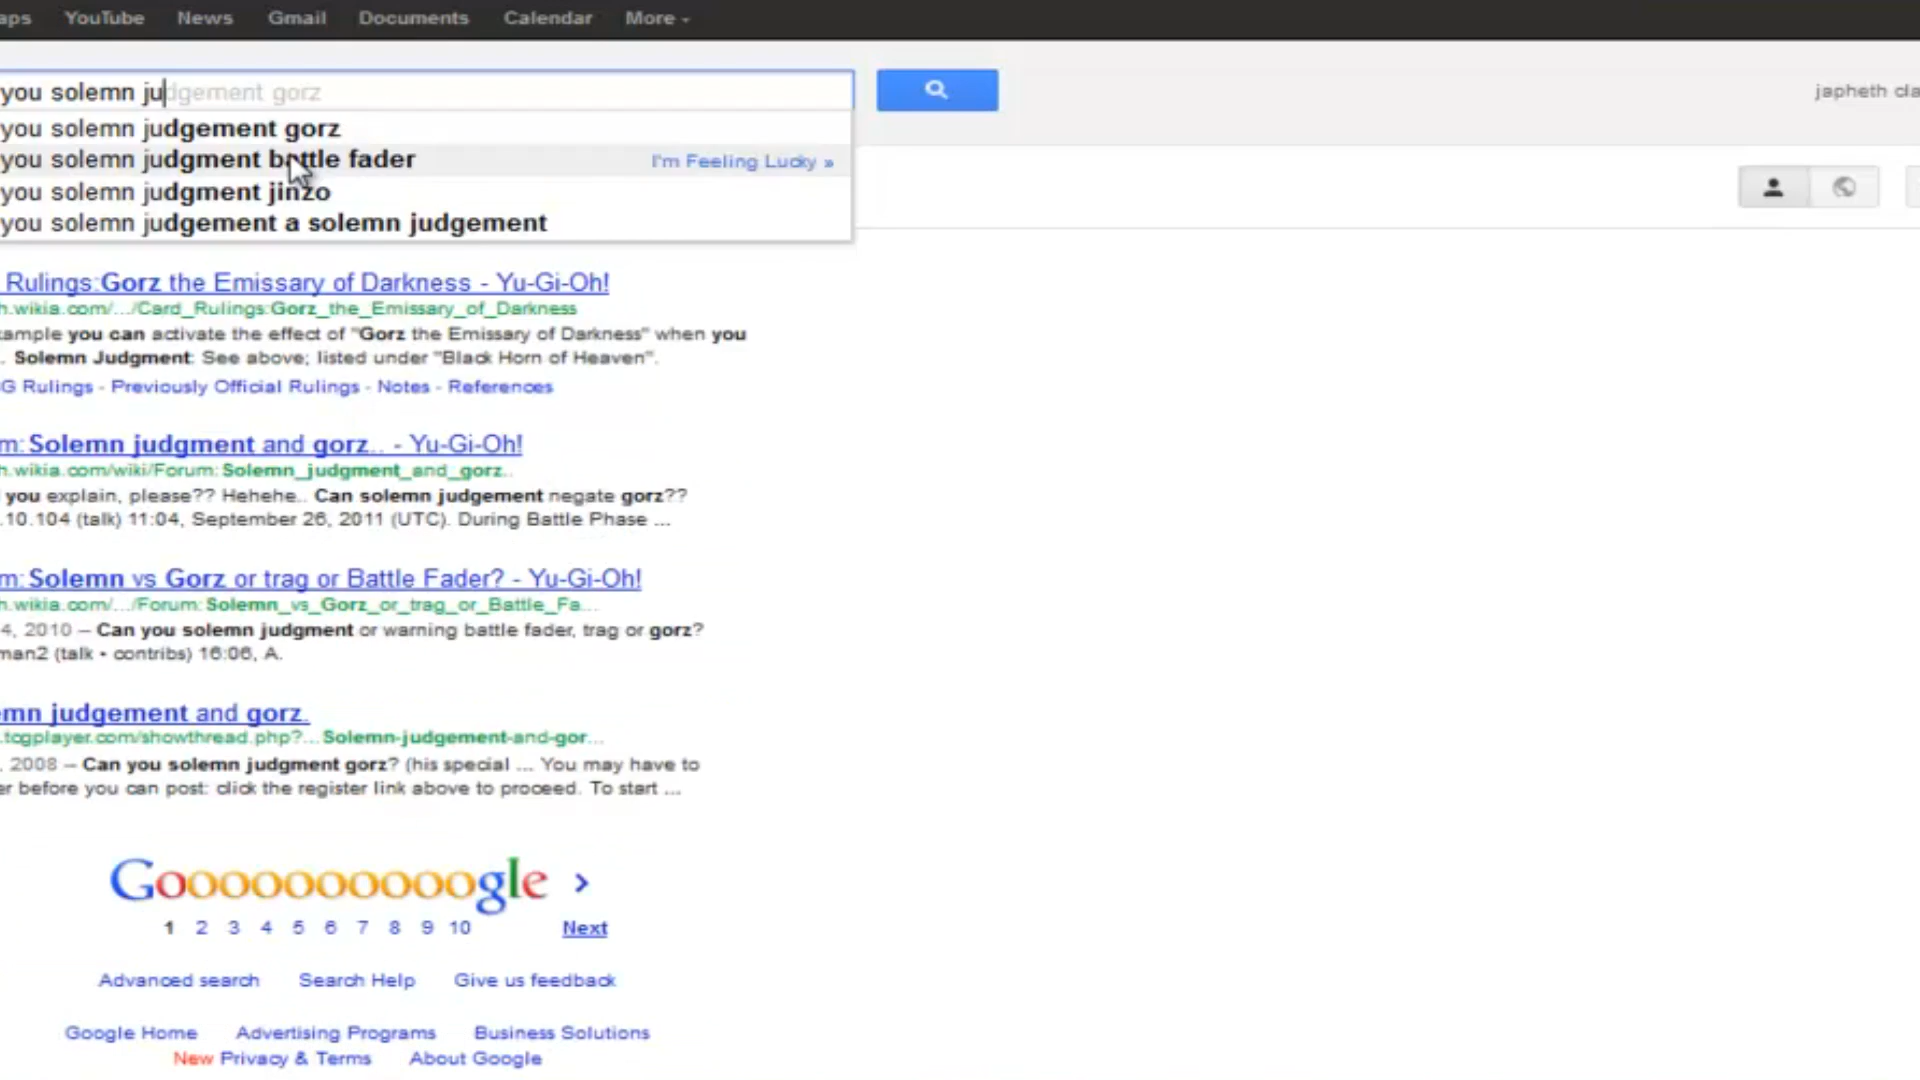 YouTube News Gmail Documents Calendar More
you solemn judgement gorz
japheth
you solemn judgement gorz
you solemn judgment battle fader I'm Feeling Lucky »
you solemn judgment jinzo
you solemn judgement a solemn judgement
Rulings:Gorz the Emissary of Darkness - Yu-Gi-Oh!
h.wikia.com/.../Card_Rulings:Gorz_the_Emissary_of_Darkness
you can activate the effect of "Gorz the Emissary of Darkness" when you
. Solemn Judgment: See above; listed under "Black Horn of Heaven".
G Rulings - Previously Official Rulings - Notes - References
m: Solemn judgment and gorz.. - Yu-Gi-Oh!
h.wikia.com/wiki/Forum:Solemn_judgment_and_gorz..
you explain, please?? Hehehe.. Can solemn judgement negate gorz??
.10.104 (talk) 11:04, September 26, 2011 (UTC). During Battle Phase ...
m: Solemn vs Gorz or trag or Battle Fader? - Yu-Gi-Oh!
h.wikia.com/.../Forum:Solemn_vs_Gorz_or_trag_or_Battle_Fa...
4, 2010 – Can you solemn judgment or warning battle fader, trag or gorz?
man2 (talk • contribs) 16:06, A.
emn judgement and gorz.
.tcgplayer.com/showthread.php?...Solemn-judgement-and-gor...
, 2008 – Can you solemn judgment gorz? (his special ... You may have to
er before you can post: click the register link above to proceed. To start ...
Goooooooooogle >
1 2 3 4 5 6 7 8 9 10 Next
Advanced search Search Help Give us feedback
Google Home Advertising Programs Business Solutions
New Privacy & Terms About Google